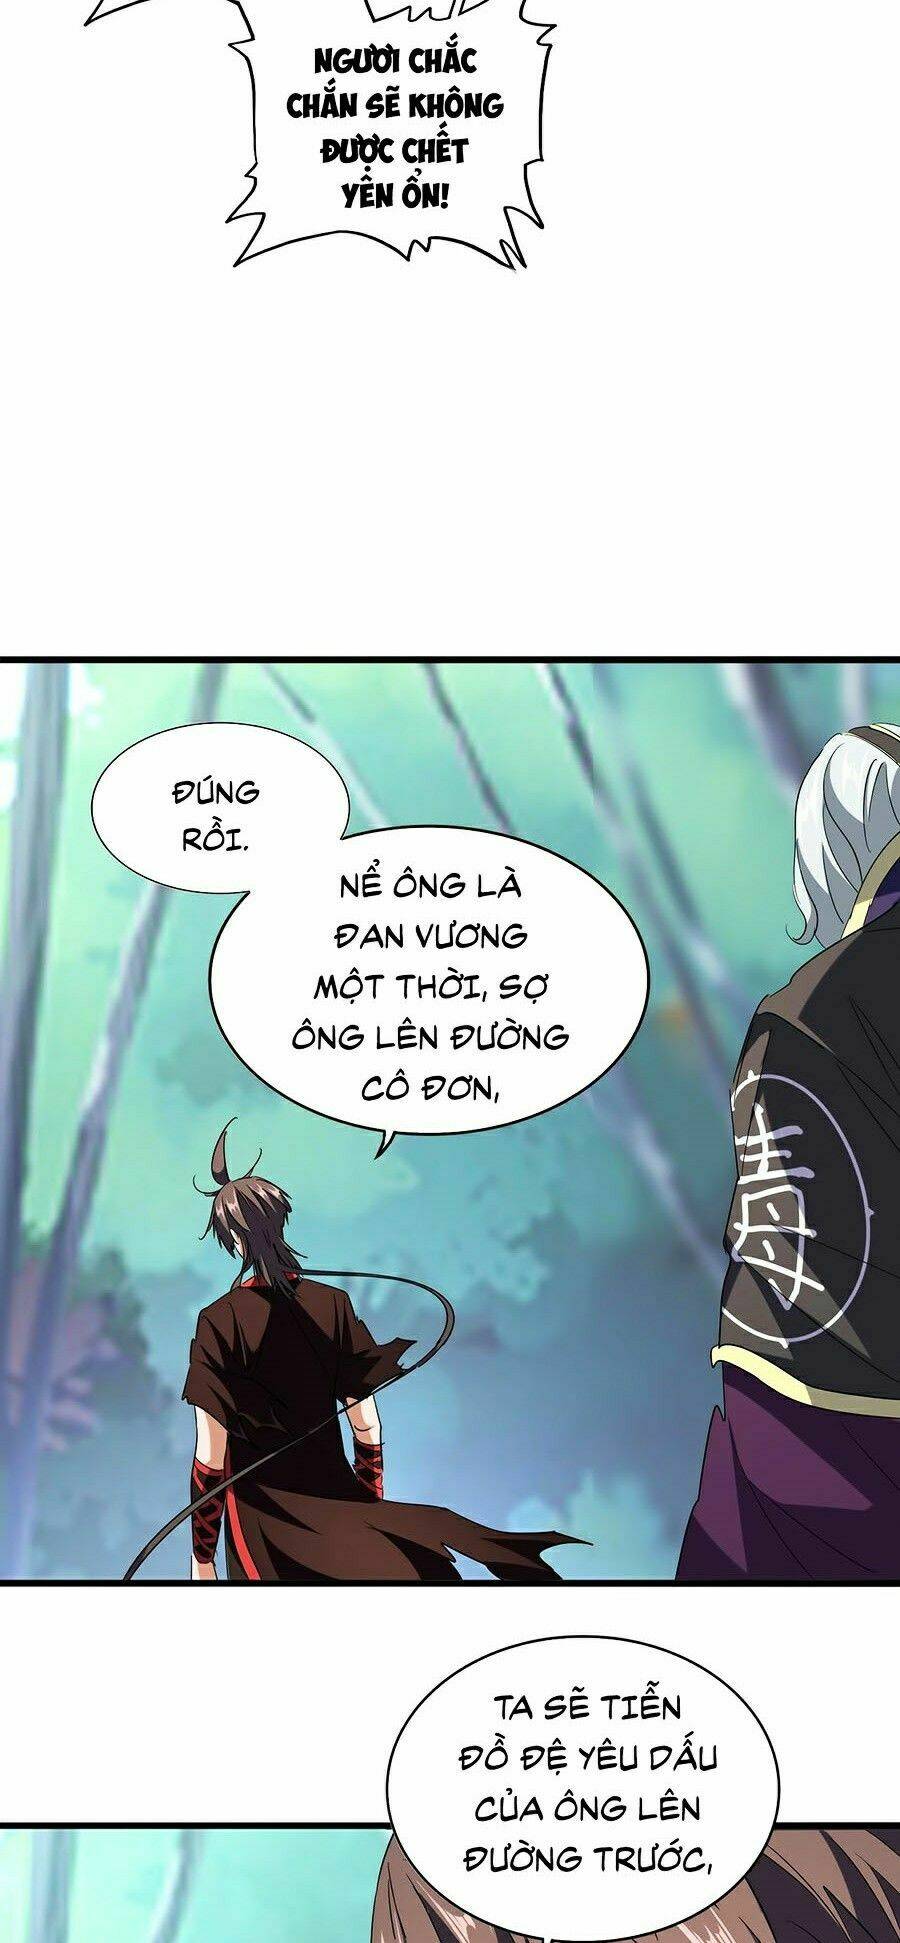 NGƯƠI CHẮC
CHẮN SẼ KHÔNG
ĐƯỢC CHẾT
YÊN ỔN!
ĐÚNG
RỒI.
NỂ ÔNG LÀ
ĐAN VƯƠNG
MỘT THỜI, SỢ
ÔNG LÊN ĐƯỜNG
CÔ ĐƠN,
毒
TA SẼ TIỄN
ĐỒ ĐỆ YÊU DẤU
CỦA ÔNG LÊN
ĐƯỜNG TRƯỚC,